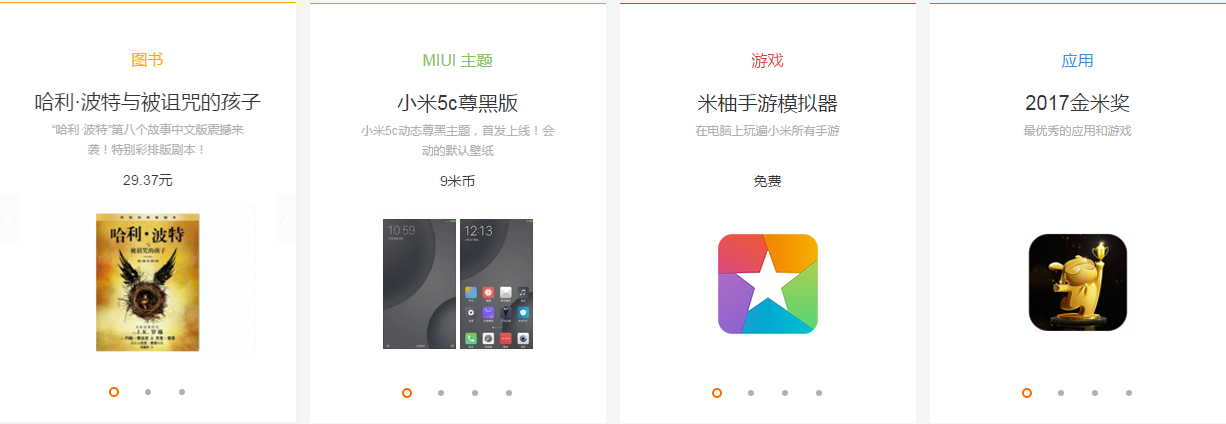 图书
哈利·波特与被诅咒的孩子
“哈利·波特”第八个故事中文版震撼来
袭！特别彩排版剧本！
29.37元
哈利·波特
与
被诅咒的孩子
J.K. 罗琳
MIUI 主题
小米5c尊黑版
小米5c动态尊黑主题，首发上线！会
动的默认壁纸
9米币
10:59
12:13
游戏
米柚手游模拟器
在电脑上玩遍小米所有手游
免费
应用
2017金米奖
最优秀的应用和游戏